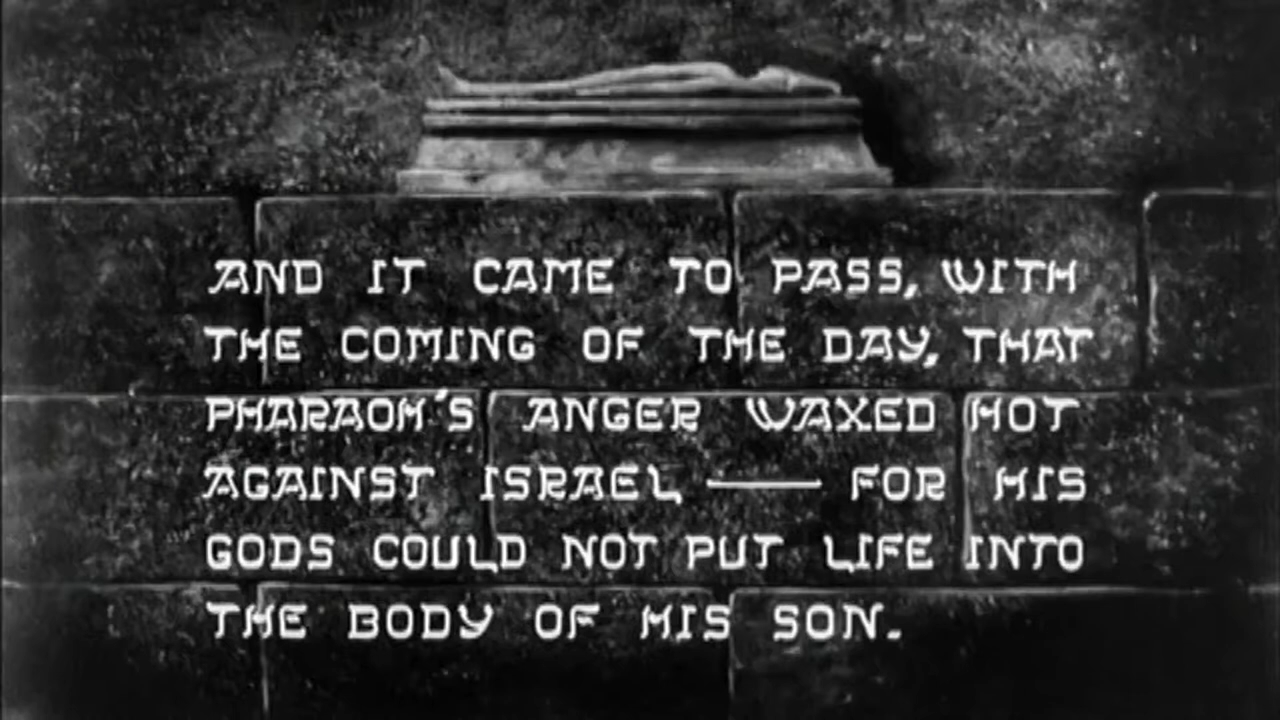 AND IT CAME TO PASS, WITH
THE COMING OF THE DAY, THAT
PHARAOH'S ANGER WAXED HOT
AGAINST ISRAEL — FOR HIS
GODS COULD NOT PUT LIFE INTO
THE BODY OF HIS SON.